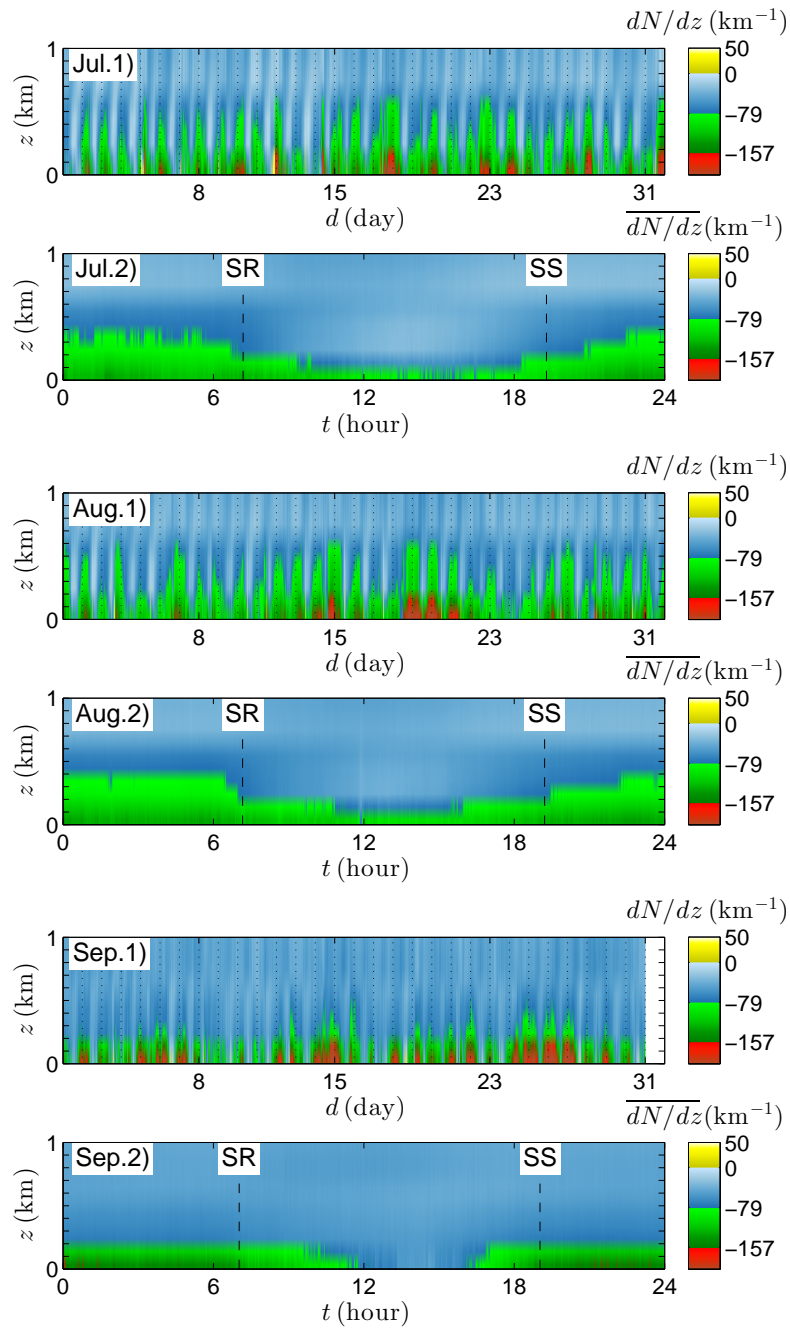 dN/dz (km⁻¹)
Jul.1)
1
z (km)
0
8 15 23 31
d (day)
50
0
−79
−157
dN/dz (km⁻¹)
Jul.2)
SR
SS
1
z (km)
0
0 6 12 18 24
t (hour)
50
0
−79
−157
dN/dz (km⁻¹)
Aug.1)
1
z (km)
0
8 15 23 31
d (day)
50
0
−79
−157
dN/dz (km⁻¹)
Aug.2)
SR
SS
1
z (km)
0
0 6 12 18 24
t (hour)
50
0
−79
−157
dN/dz (km⁻¹)
Sep.1)
1
z (km)
0
8 15 23 31
d (day)
50
0
−79
−157
dN/dz (km⁻¹)
Sep.2)
SR
SS
1
z (km)
0
0 6 12 18 24
t (hour)
50
0
−79
−157